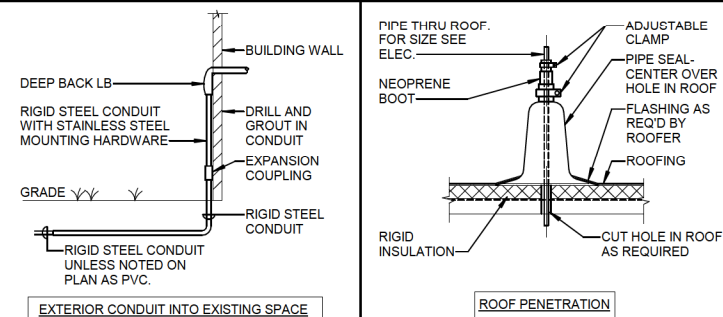 BUILDING WALL
DEEP BACK LB
RIGID STEEL CONDUIT
WITH STAINLESS STEEL
MOUNTING HARDWARE
DRILL AND
GROUT IN
CONDUIT
EXPANSION
COUPLING
GRADE
RIGID STEEL
CONDUIT
RIGID STEEL CONDUIT
UNLESS NOTED ON
PLAN AS PVC.
EXTERIOR CONDUIT INTO EXISTING SPACE
PIPE THRU ROOF.
FOR SIZE SEE
ELEC.
ADJUSTABLE
CLAMP
NEOPRENE
BOOT
PIPE SEAL-
CENTER OVER
HOLE IN ROOF
FLASHING AS
REQ'D BY
ROOFER
ROOFING
RIGID
INSULATION
CUT HOLE IN ROOF
AS REQUIRED
ROOF PENETRATION